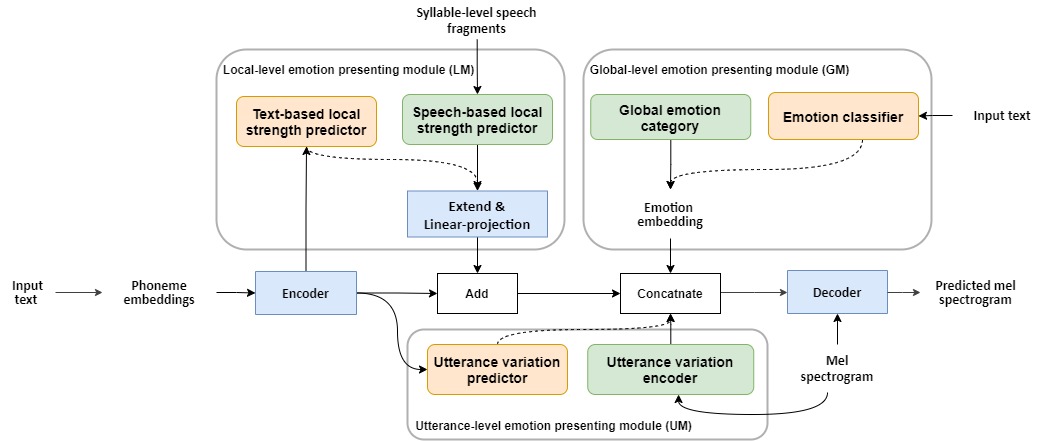 Syllable-level speech
fragments
Local-level emotion presenting module (LM)
Global-level emotion presenting module (GM)
Text-based local
strength predictor
Speech-based local
strength predictor
Global emotion
category
Emotion classifier
Input text
Extend &
Linear-projection
Emotion
embedding
Input
text
Phoneme
embeddings
Encoder
Add
Concatnate
Decoder
Predicted mel
spectrogram
Utterance variation
predictor
Utterance variation
encoder
Mel
spectrogram
Utterance-level emotion presenting module (UM)